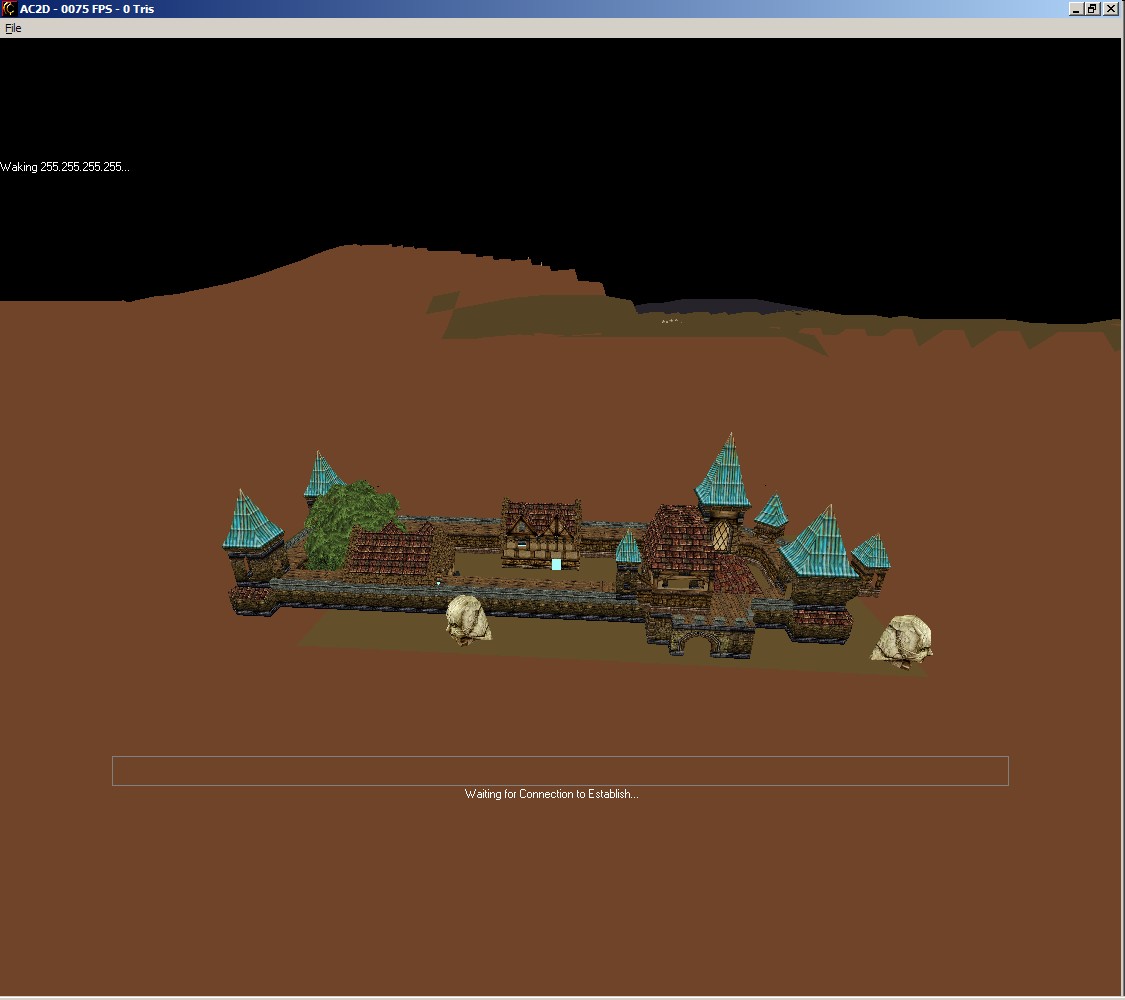 AC2D - 0075 FPS - 0 Tris
File
Waking 255.255.255.255...
Waiting for Connection to Establish...